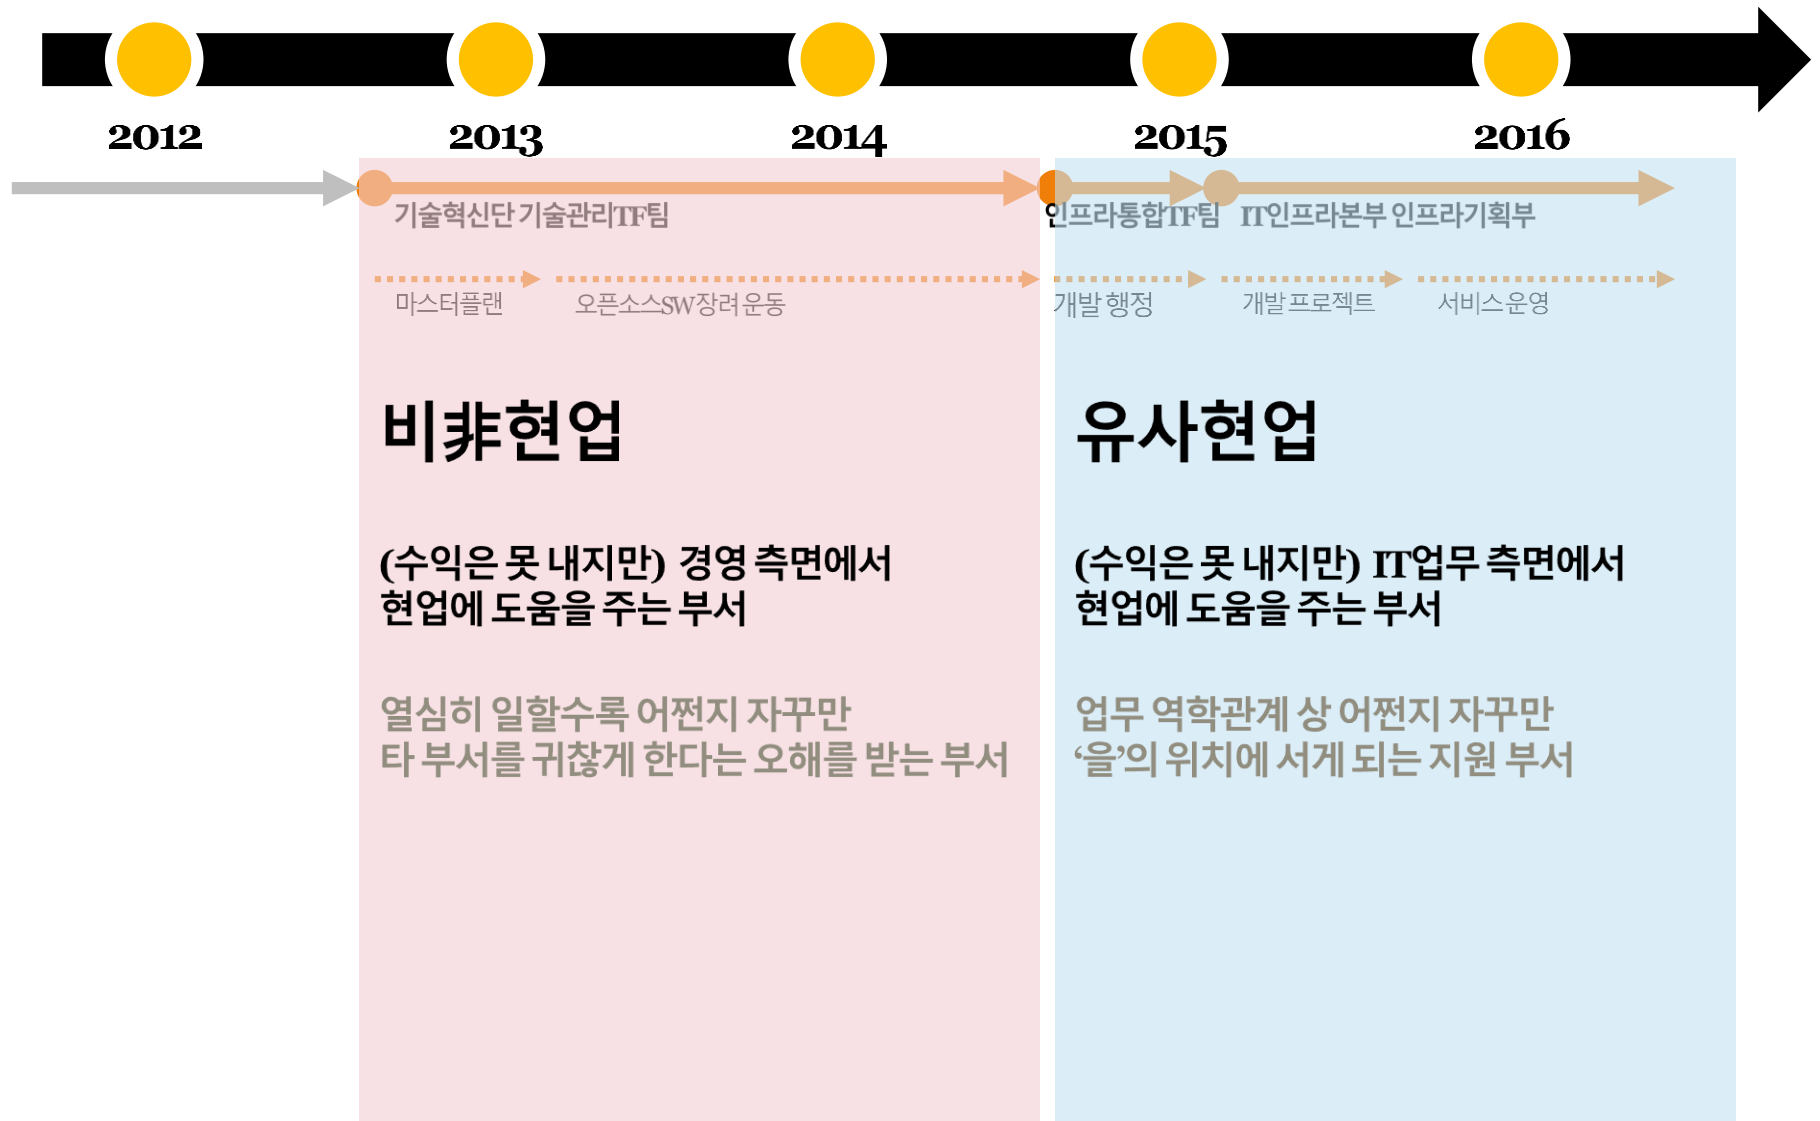 2012 2013 2014 2015 2016
기술혁신단 기술관리TF팀
인프라통합TF팀
IT인프라본부 인프라기획부
마스터플랜
오픈소스SW장려 운동
개발 행정
개발 프로젝트
서비스 운영
비非현업
(수익은 못 내지만) 경영 측면에서
현업에 도움을 주는 부서
열심히 일할수록 어쩐지 자꾸만
타 부서를 귀찮게 한다는 오해를 받는 부서
유사현업
(수익은 못 내지만) IT업무 측면에서
현업에 도움을 주는 부서
업무 역학관계 상 어쩐지 자꾸만
‘을’의 위치에 서게 되는 지원 부서